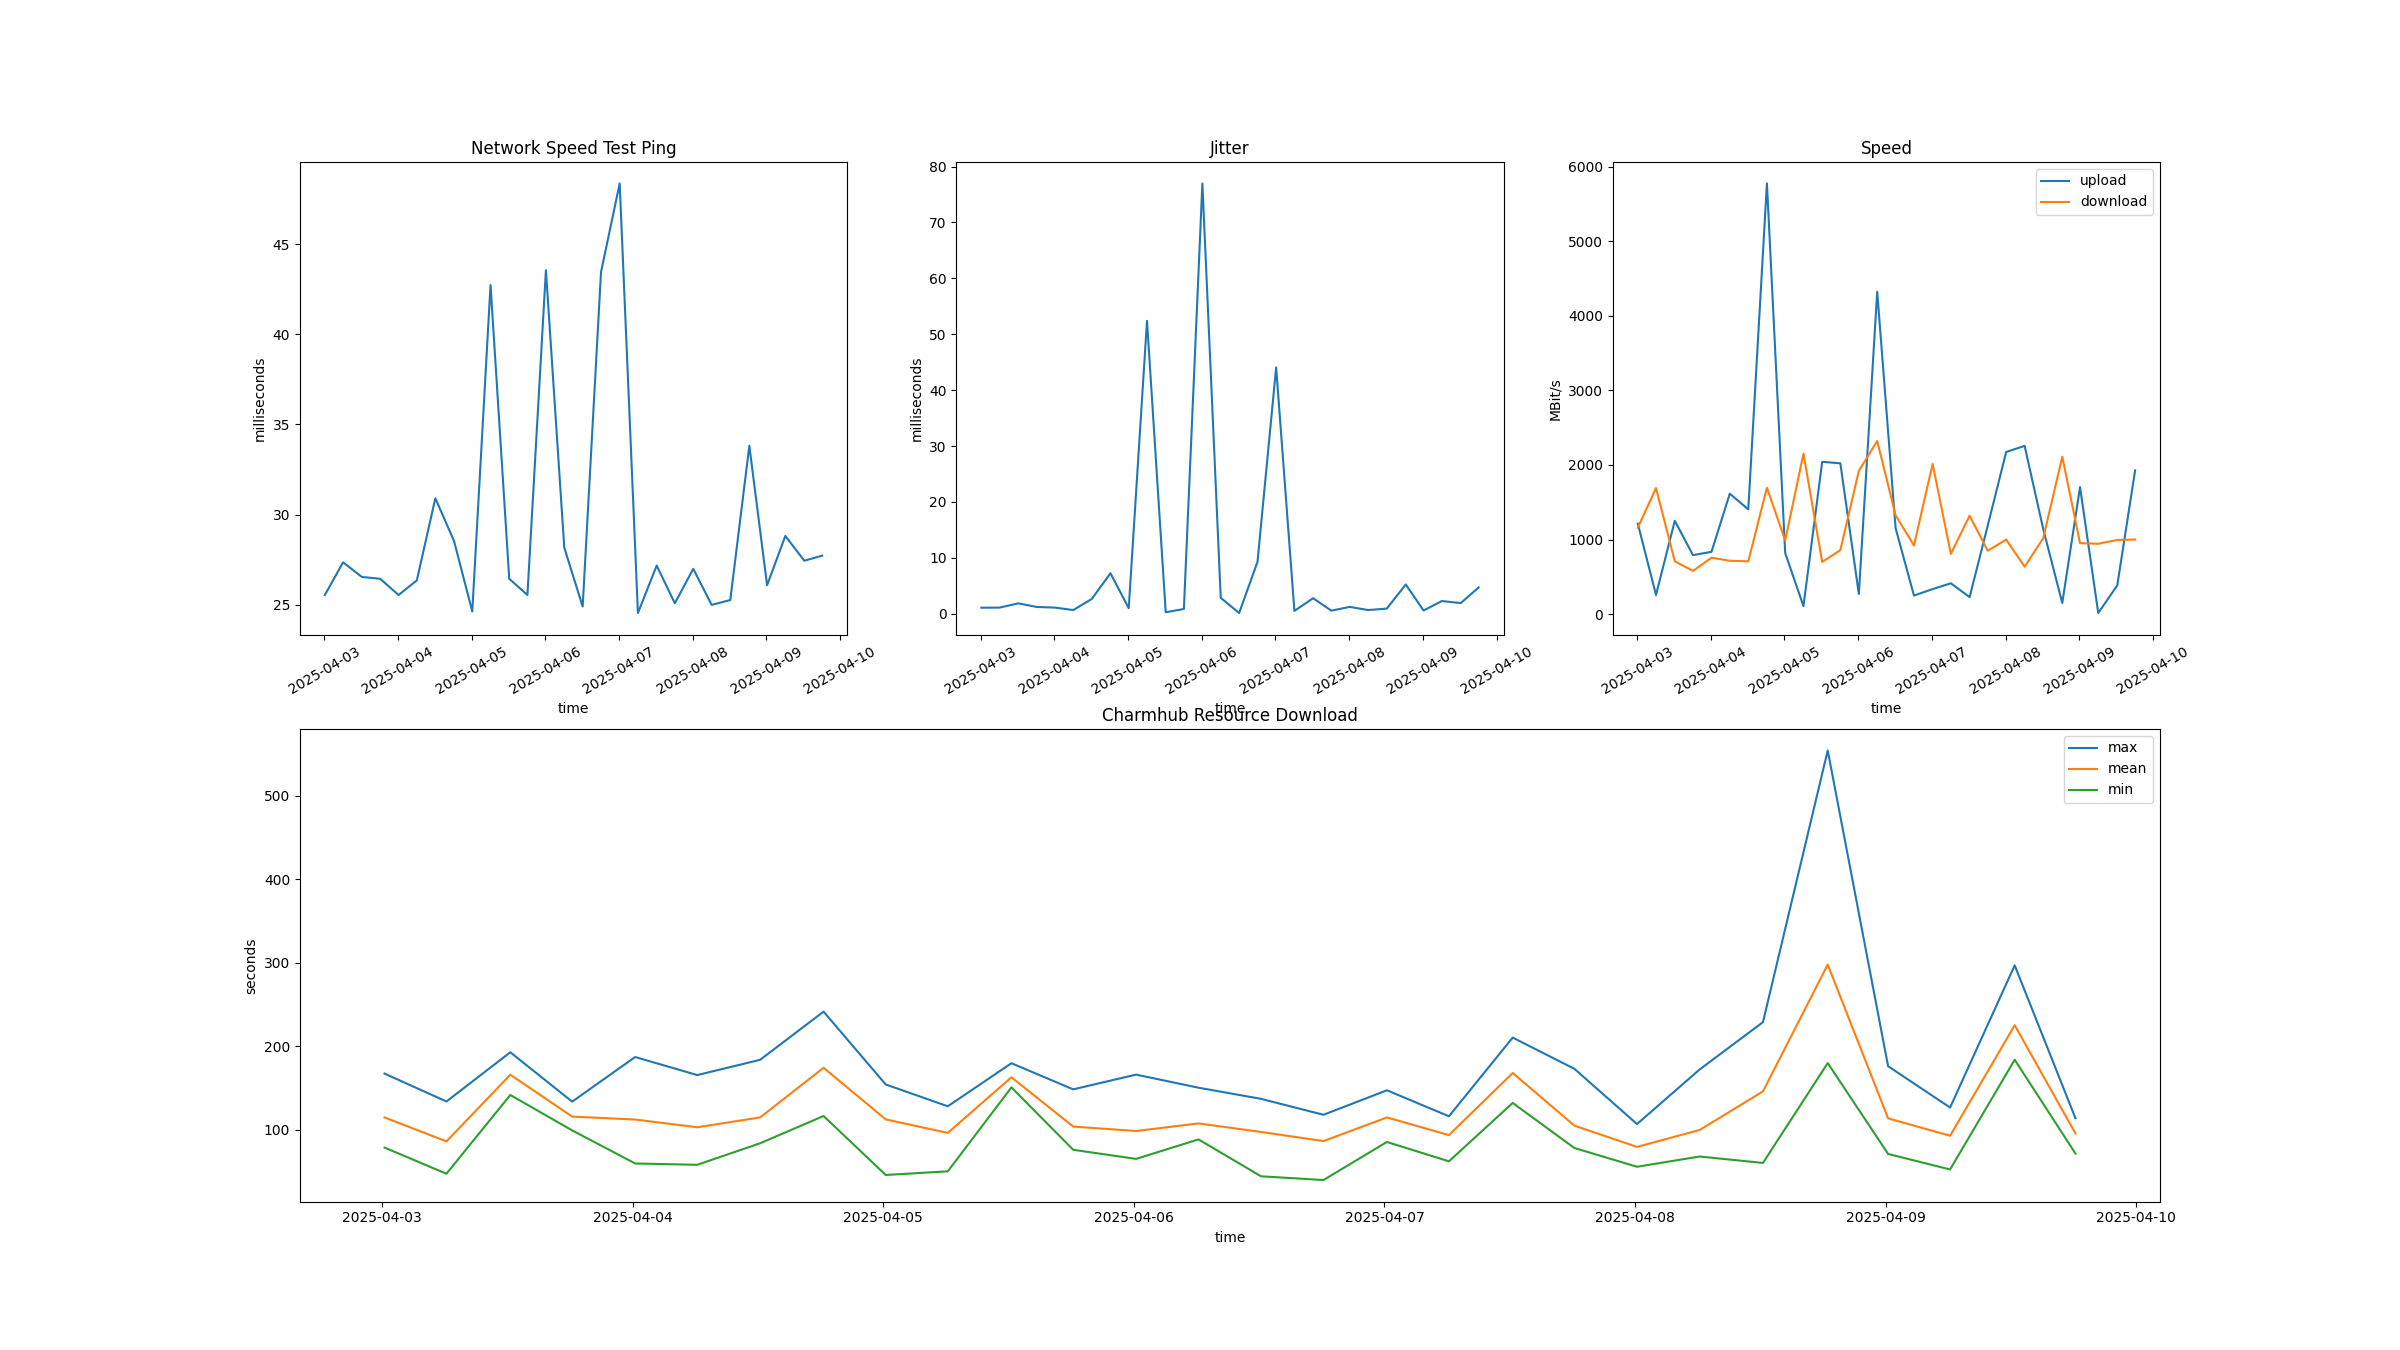 Network Speed Test Ping
milliseconds
45
40
35
30
25
2025-04-03 2025-04-04 2025-04-05 2025-04-06 2025-04-07 2025-04-08 2025-04-09 2025-04-10
time
Jitter
milliseconds
80
70
60
50
40
30
20
10
0
2025-04-03 2025-04-04 2025-04-05 2025-04-06 2025-04-07 2025-04-08 2025-04-09 2025-04-10
time
Speed
MBit/s
6000
5000
4000
3000
2000
1000
0
upload
download
2025-04-03 2025-04-04 2025-04-05 2025-04-06 2025-04-07 2025-04-08 2025-04-09 2025-04-10
time
Charmhub Resource Download
seconds
500
400
300
200
100
max
mean
min
2025-04-03 2025-04-04 2025-04-05 2025-04-06 2025-04-07 2025-04-08 2025-04-09 2025-04-10
time